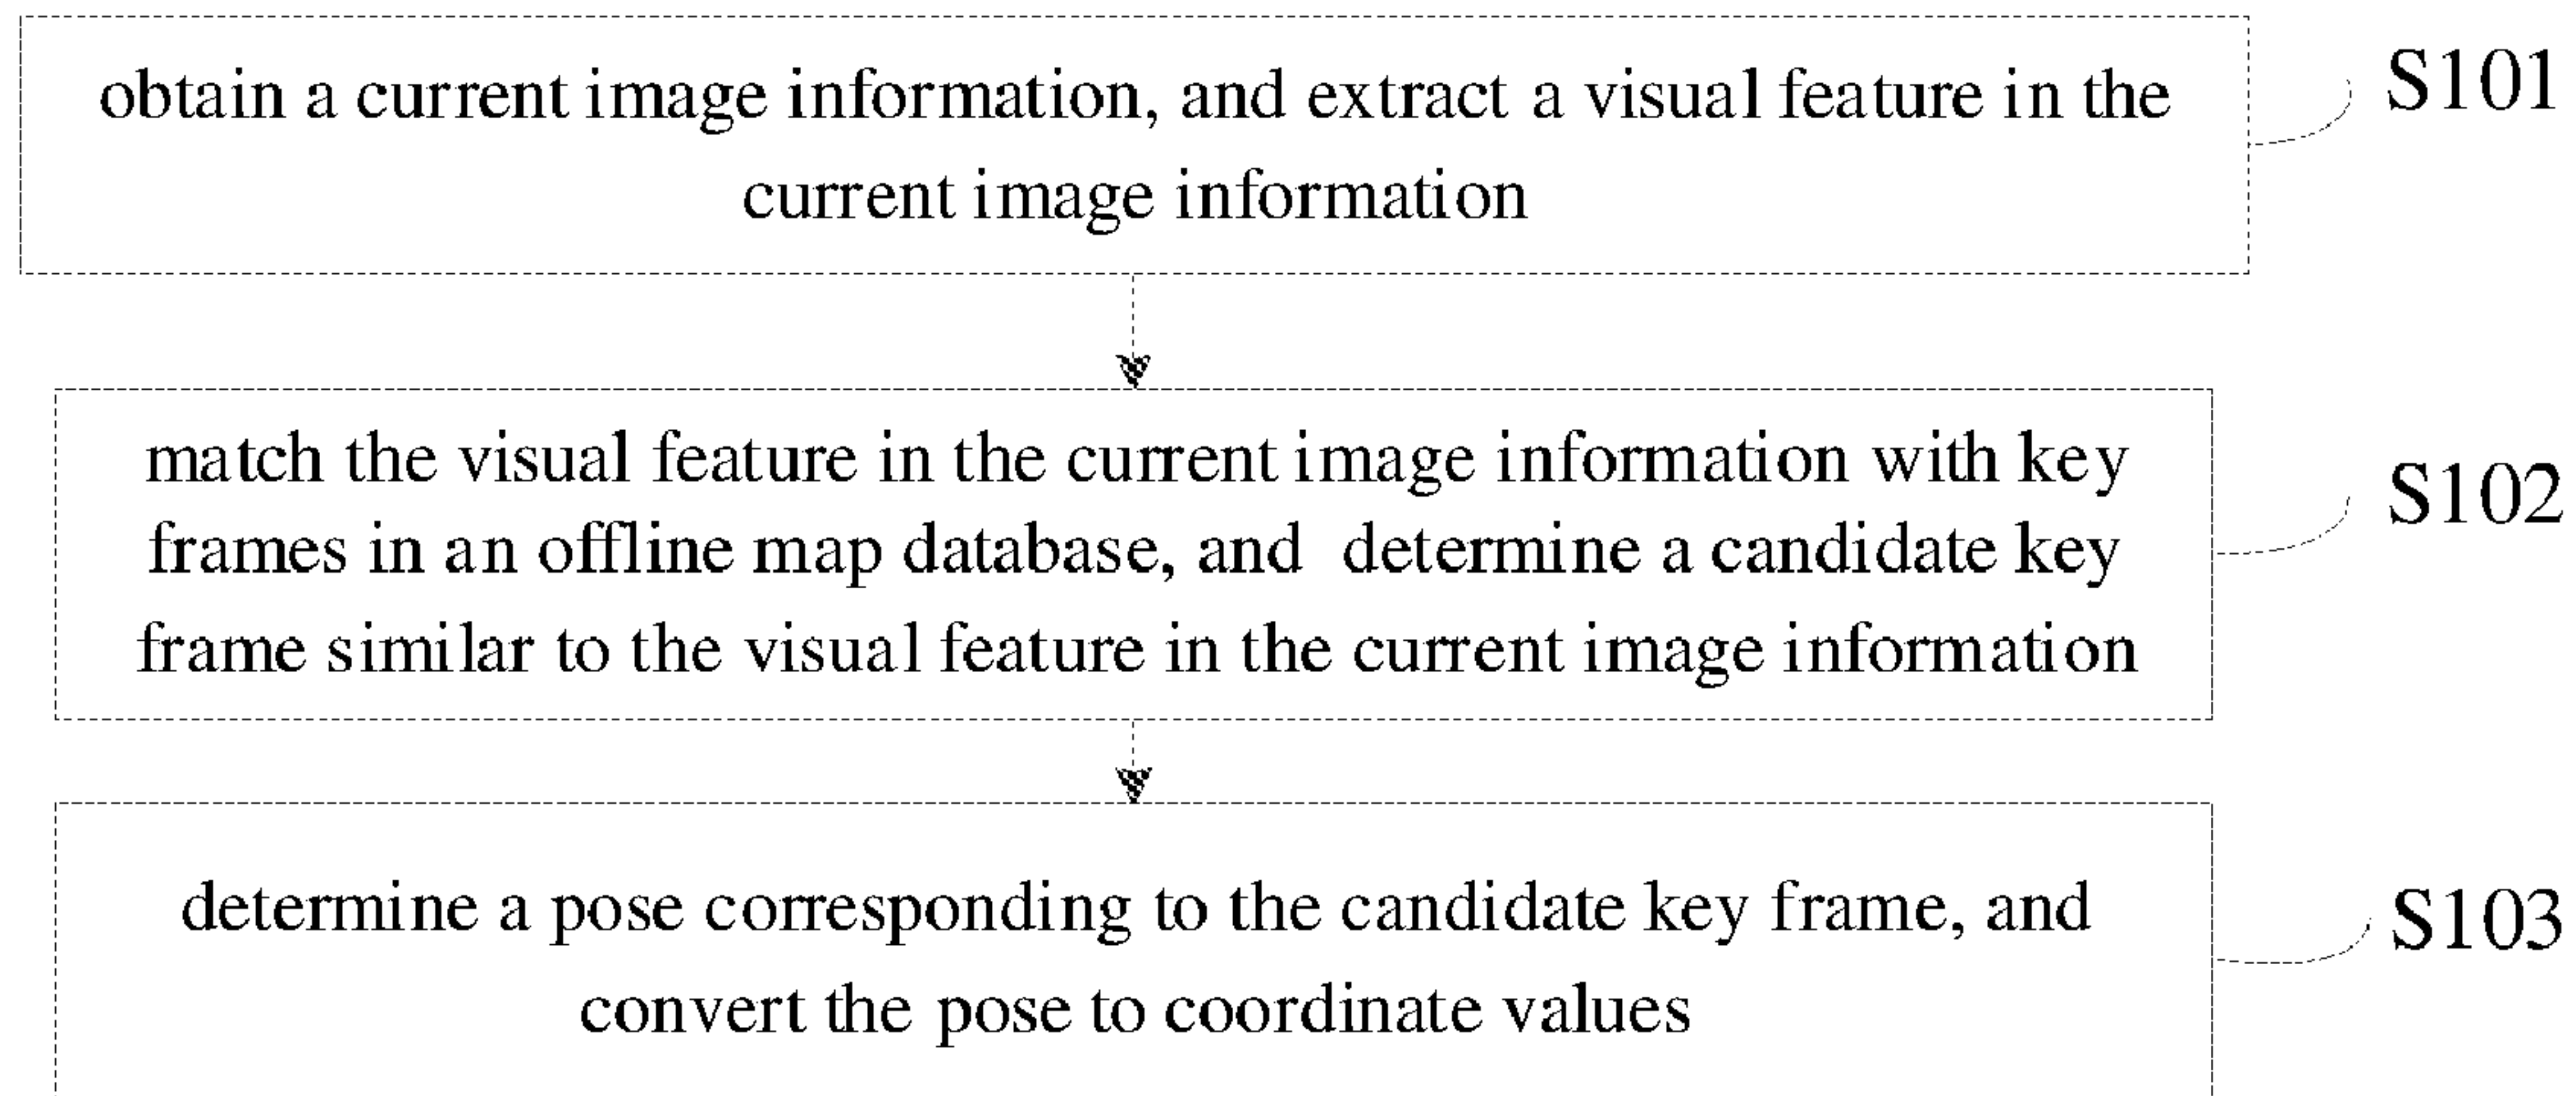 obtain a current image information, and extract a visual feature in the
current image information
S101
match the visual feature in the current image information with key
frames in an offline map database, and determine a candidate key
frame similar to the visual feature in the current image information
S102
determine a pose corresponding to the candidate key frame, and
convert the pose to coordinate values
S103